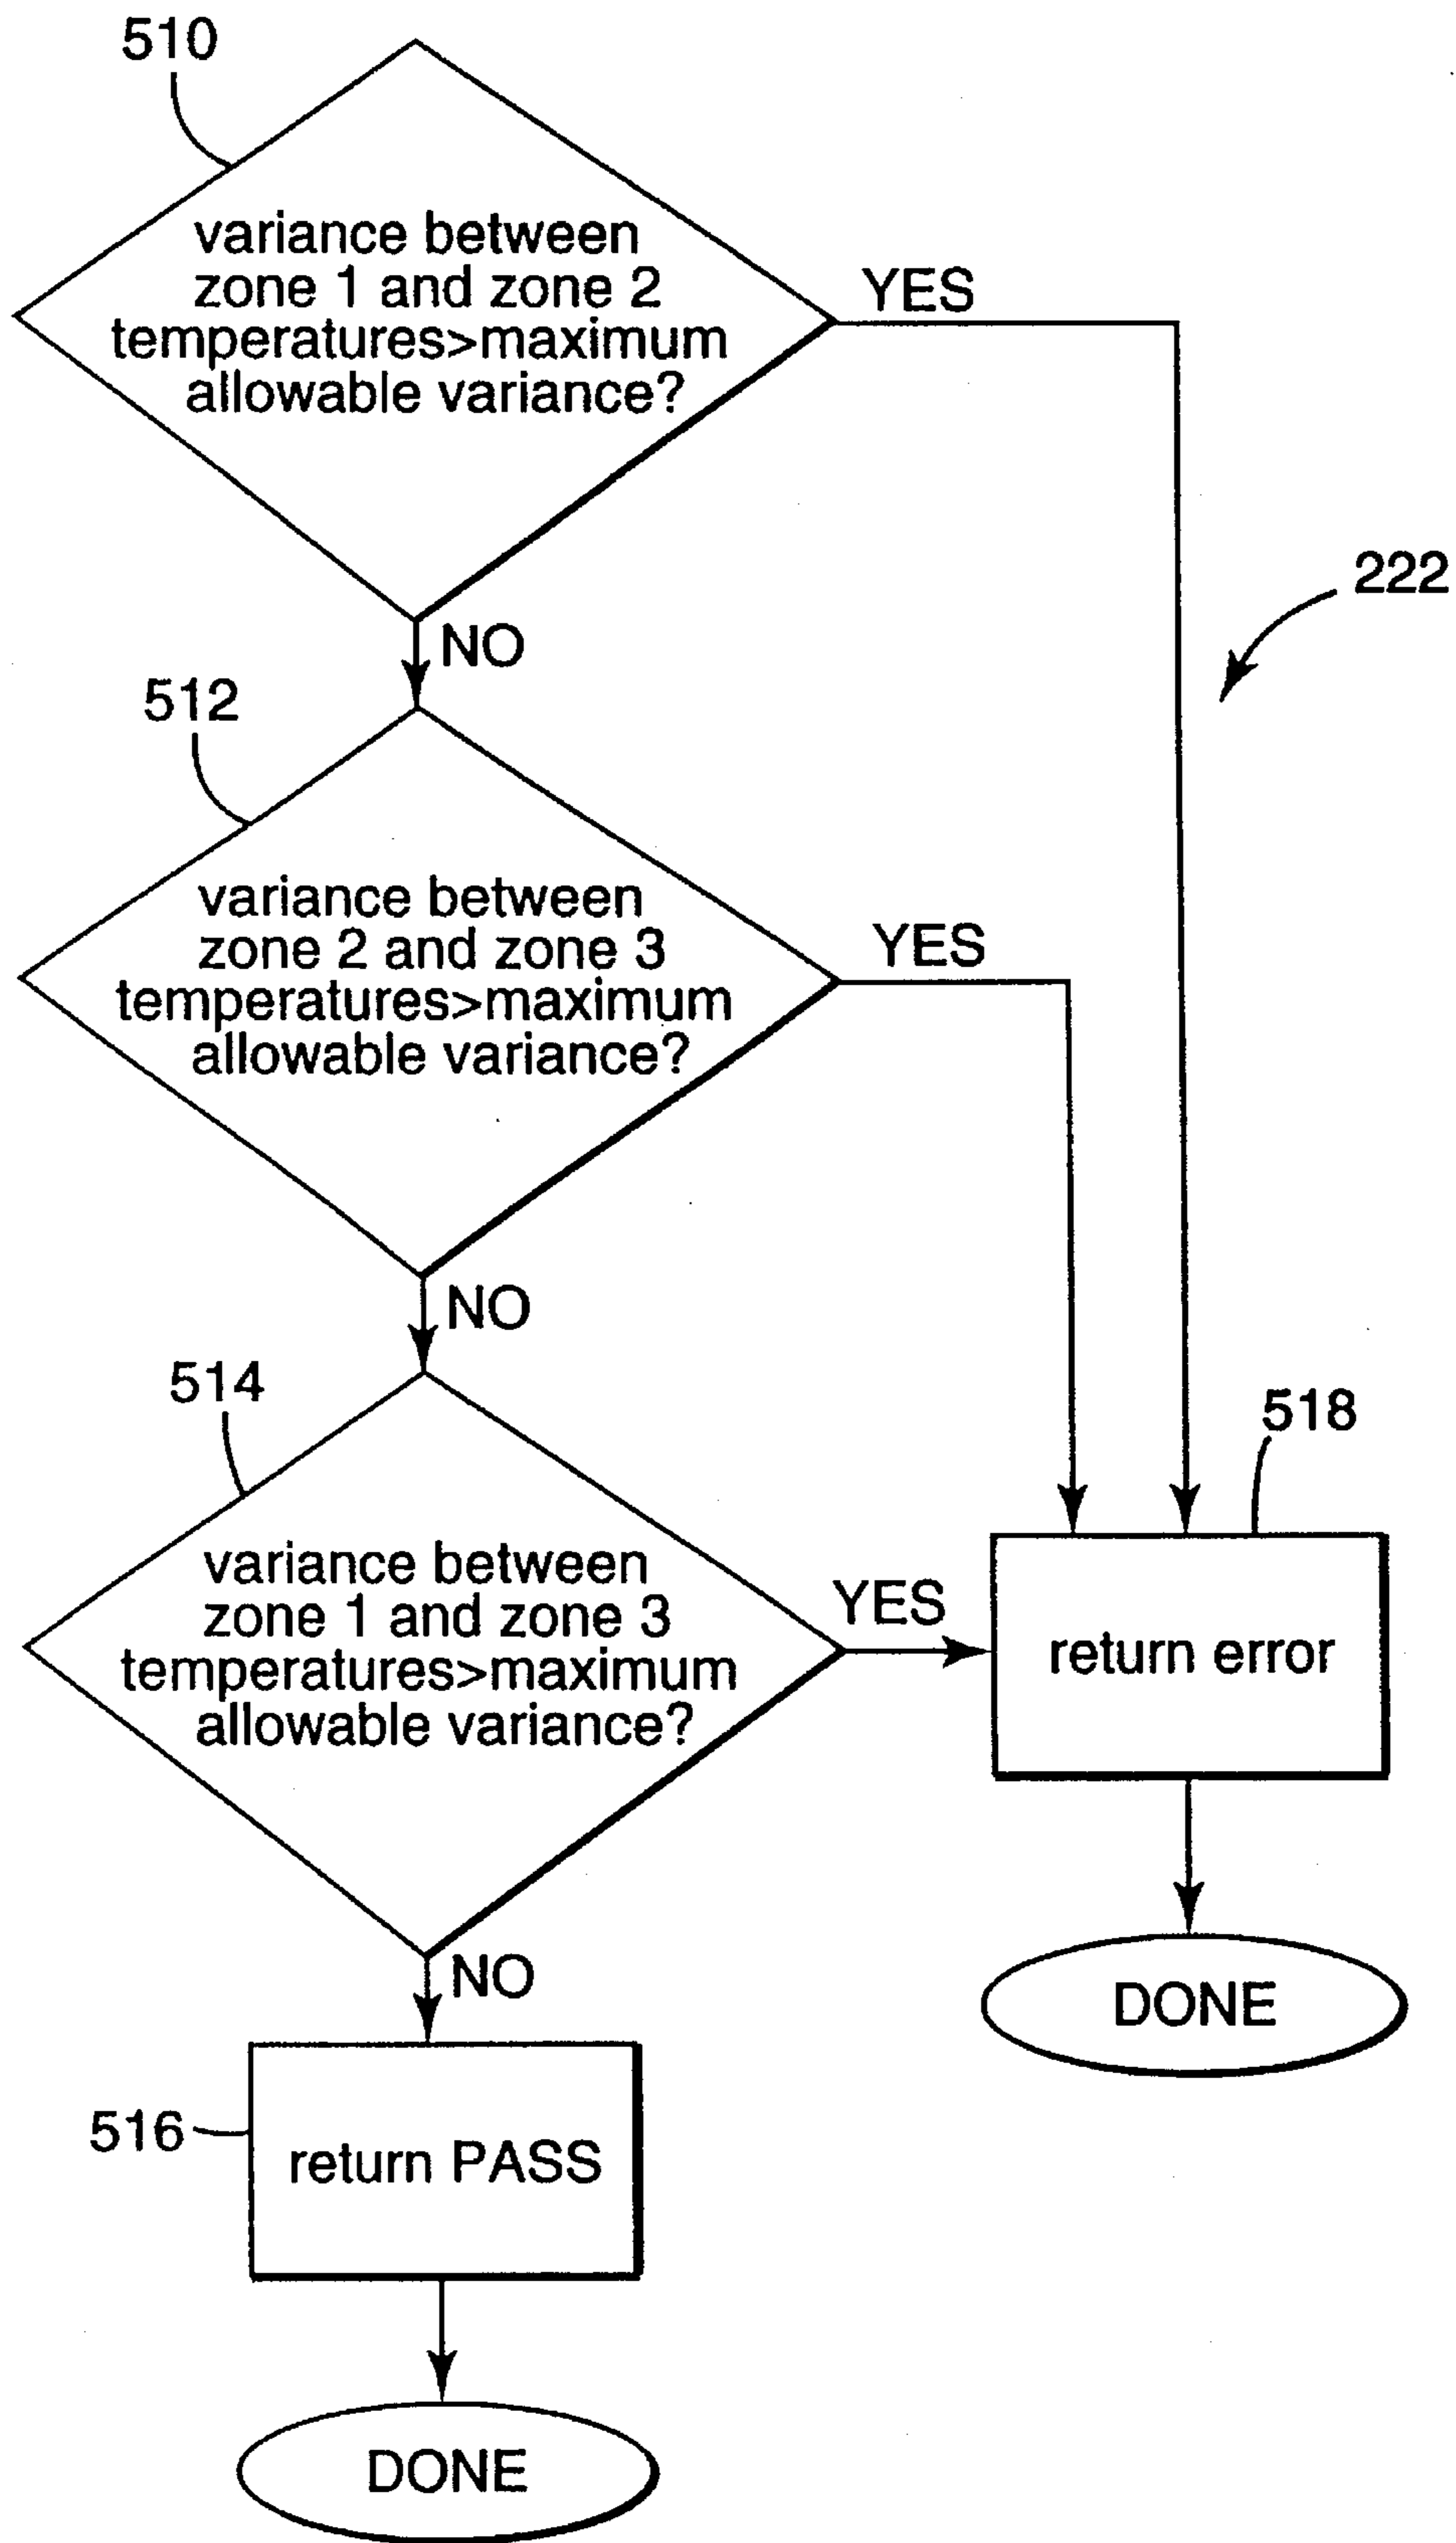 510
variance between
zone 1 and zone 2
temperatures>maximum
allowable variance?
YES
222
NO
512
variance between
zone 2 and zone 3
temperatures>maximum
allowable variance?
YES
NO
514
variance between
zone 1 and zone 3
temperatures>maximum
allowable variance?
YES
518
return error
NO
DONE
516
return PASS
DONE